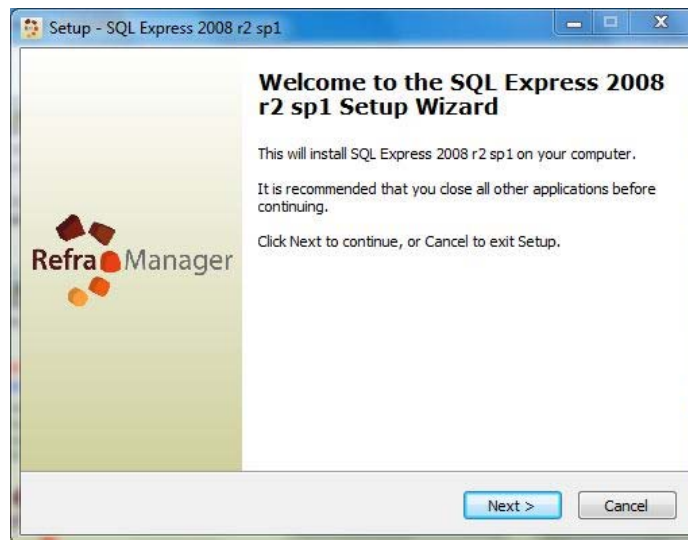 Setup - SQL Express 2008 r2 sp1
Welcome to the SQL Express 2008
r2 sp1 Setup Wizard
This will install SQL Express 2008 r2 sp1 on your computer.
It is recommended that you close all other applications before
continuing.
Click Next to continue, or Cancel to exit Setup.
Refra Manager
Next >
Cancel